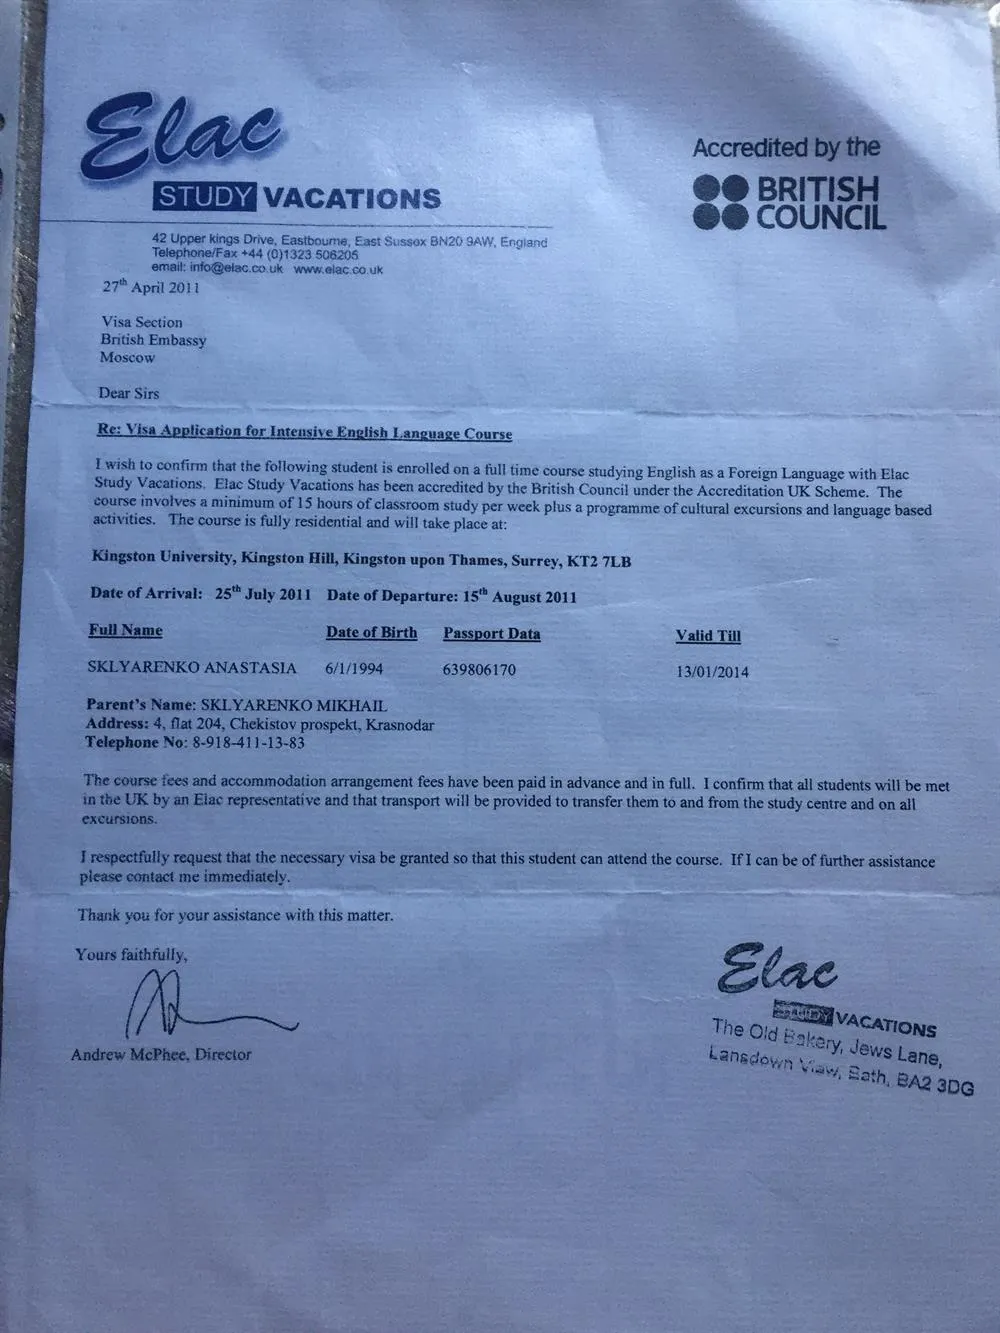 Elac
STUDY VACATIONS
Accredited by the
BRITISH
COUNCIL
42 Upper kings Drive, Eastbourne, East Sussex BN20 9AW, England
Telephone/Fax +44 (0)1323 506205
email: info@elac.co.uk www.elac.co.uk
27th April 2011
Visa Section
British Embassy
Moscow
Dear Sirs
Re: Visa Application for Intensive English Language Course
I wish to confirm that the following student is enrolled on a full time course studying English as a Foreign Language with Elac
Study Vacations. Elac Study Vacations has been accredited by the British Council under the Accreditation UK Scheme. The
course involves a minimum of 15 hours of classroom study per week plus a programme of cultural excursions and language based
activities. The course is fully residential and will take place at:
Kingston University, Kingston Hill, Kingston upon Thames, Surrey, KT2 7LB
Date of Arrival: 25th July 2011 Date of Departure: 15th August 2011
Full Name Date of Birth Passport Data Valid Till
SKLYARENKO ANASTASIA 6/1/1994 639806170 13/01/2014
Parent's Name: SKLYARENKO MIKHAIL
Address: 4, flat 204, Chekistov prospekt, Krasnodar
Telephone No: 8-918-411-13-83
The course fees and accommodation arrangement fees have been paid in advance and in full. I confirm that all students will be met
in the UK by an Elac representative and that transport will be provided to transfer them to and from the study centre and on all
excursions.
I respectfully request that the necessary visa be granted so that this student can attend the course. If I can be of further assistance
please contact me immediately.
Thank you for your assistance with this matter.
Yours faithfully,
Andrew McPhee, Director
Elac
STUDY VACATIONS
The Old Bakery, Jews Lane,
Lansdown View, Bath, BA2 3DG